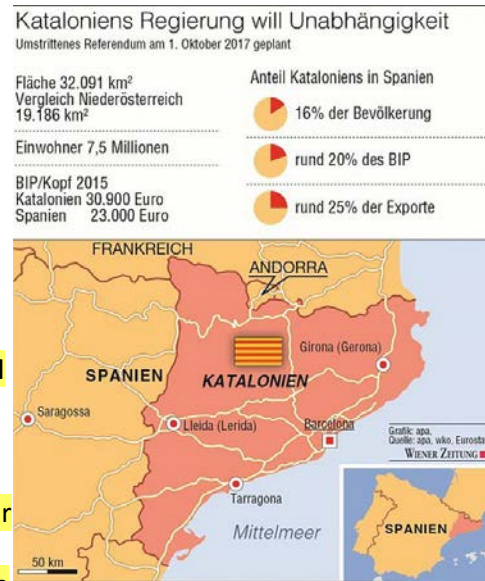 Kataloniens Regierung will Unabhängigkeit
Umstrittenes Referendum am 1. Oktober 2017 geplant
Fläche 32.091 km²
Vergleich Niederösterreich
19.186 km²
Einwohner 7,5 Millionen
BIP/Kopf 2015
Katalonien 30.900 Euro
Spanien 23.000 Euro
Anteil Kataloniens in Spanien
16% der Bevölkerung
rund 20% des BIP
rund 25% der Exporte
FRANKREICH
ANDORRA
Girona (Gerona)
SPANIEN
KATALONIEN
Saragossa
Lleida (Lerida)
Barcelona
Grafik: apa,
Quelle: apa, wko, Eurostat
WIENER ZEITUNG
Tarragona
r
Mittelmeer
SPANIEN
50 km